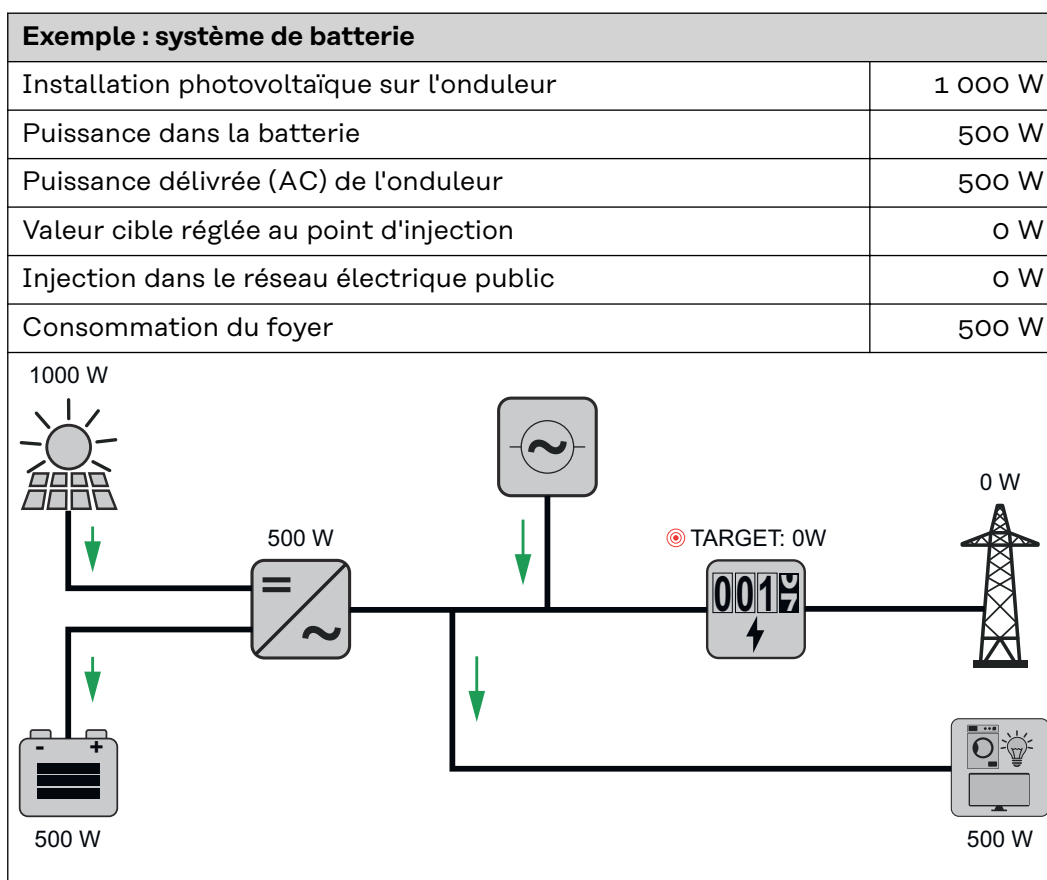 Exemple : système de batterie
Installation photovoltaïque sur l'onduleur 1 000 W
Puissance dans la batterie 500 W
Puissance délivrée (AC) de l'onduleur 500 W
Valeur cible réglée au point d'injection 0 W
Injection dans le réseau électrique public 0 W
Consommation du foyer 500 W
1000 W
0 W
500 W
TARGET: 0W
001
- +
500 W
500 W